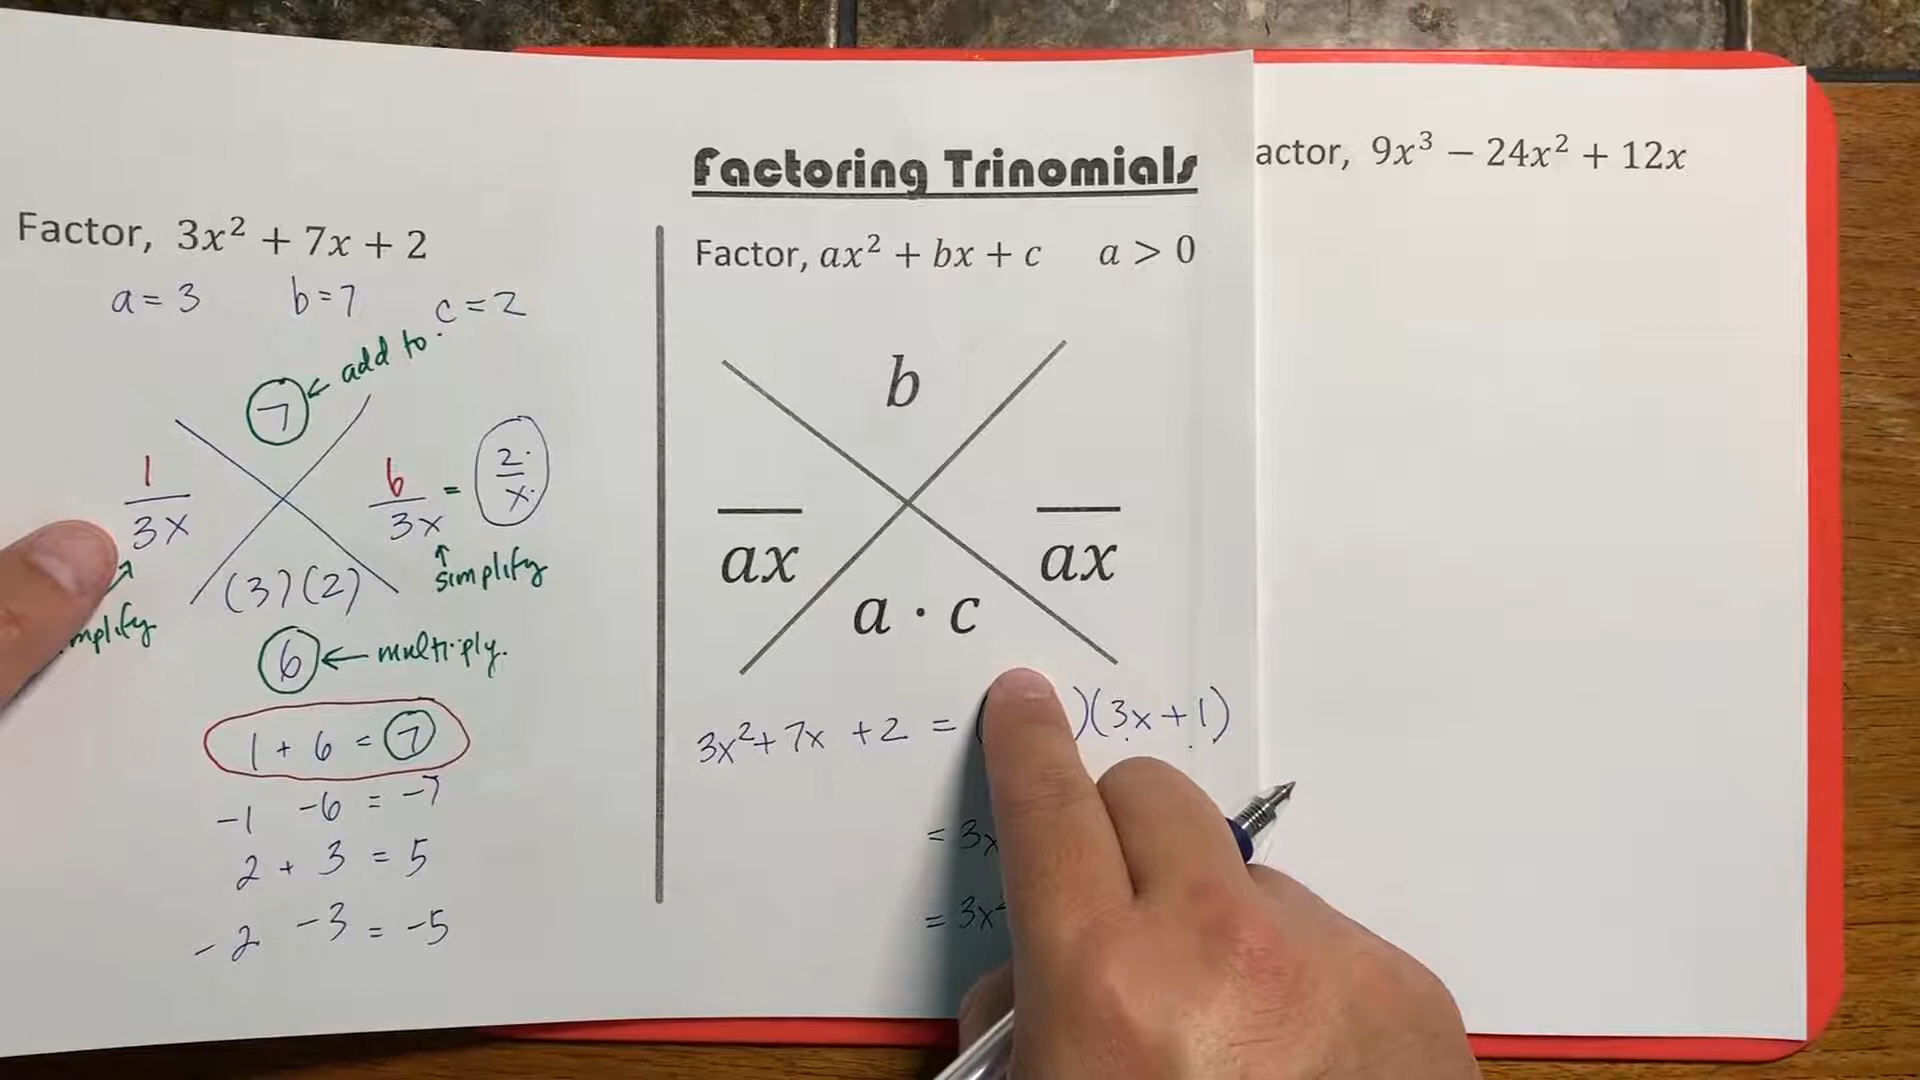 Factoring Trinomials
Factor, 3x² + 7x + 2
a = 3 b = 7 c = 2
7 ← add to
1 6 2
— — = —
3x 3x x
simplify
(3)(2)
6 ← multiply.
1 + 6 = 7
-1 -6 = -7
2 + 3 = 5
-2 -3 = -5
Factor, ax² + bx + c a > 0
b
ax ax
a · c
3x² + 7x + 2 = ( )(3x + 1)
= 3x
= 3x²
9x³ − 24x² + 12x